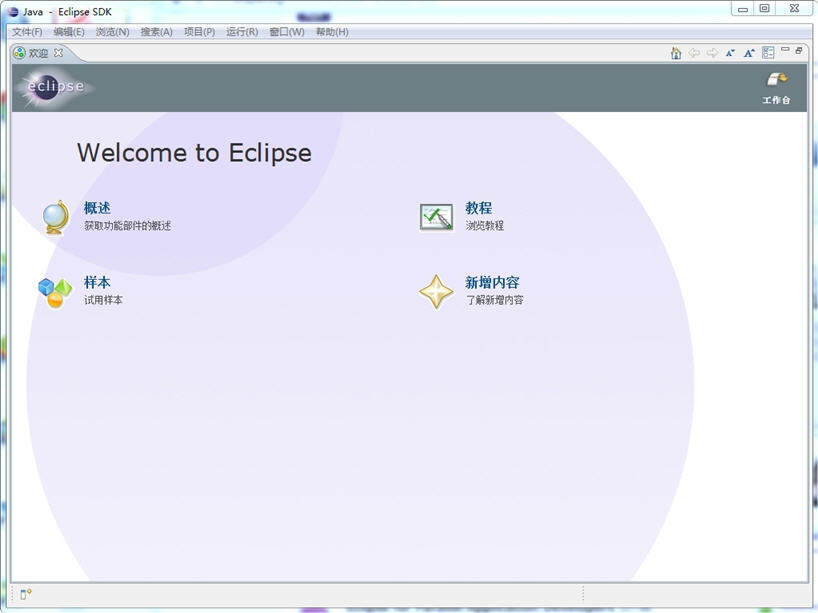 Java - Eclipse SDK
文件(F) 编辑(E) 浏览(N) 搜索(A) 项目(P) 运行(R) 窗口(W) 帮助(H)
欢迎
eclipse
工作台
Welcome to Eclipse
概述
获取功能部件的概述
教程
浏览教程
样本
试用样本
新增内容
了解新增内容